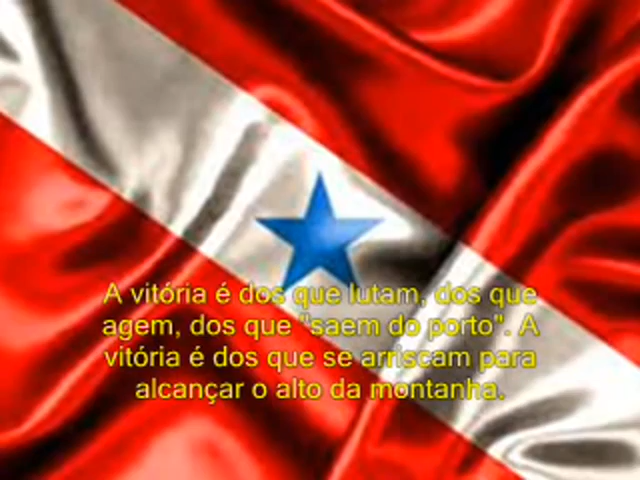 A vitória é dos que lutam, dos que
agem, dos que "saem do porto". A
vitória é dos que se arriscam para
alcançar o alto da montanha.